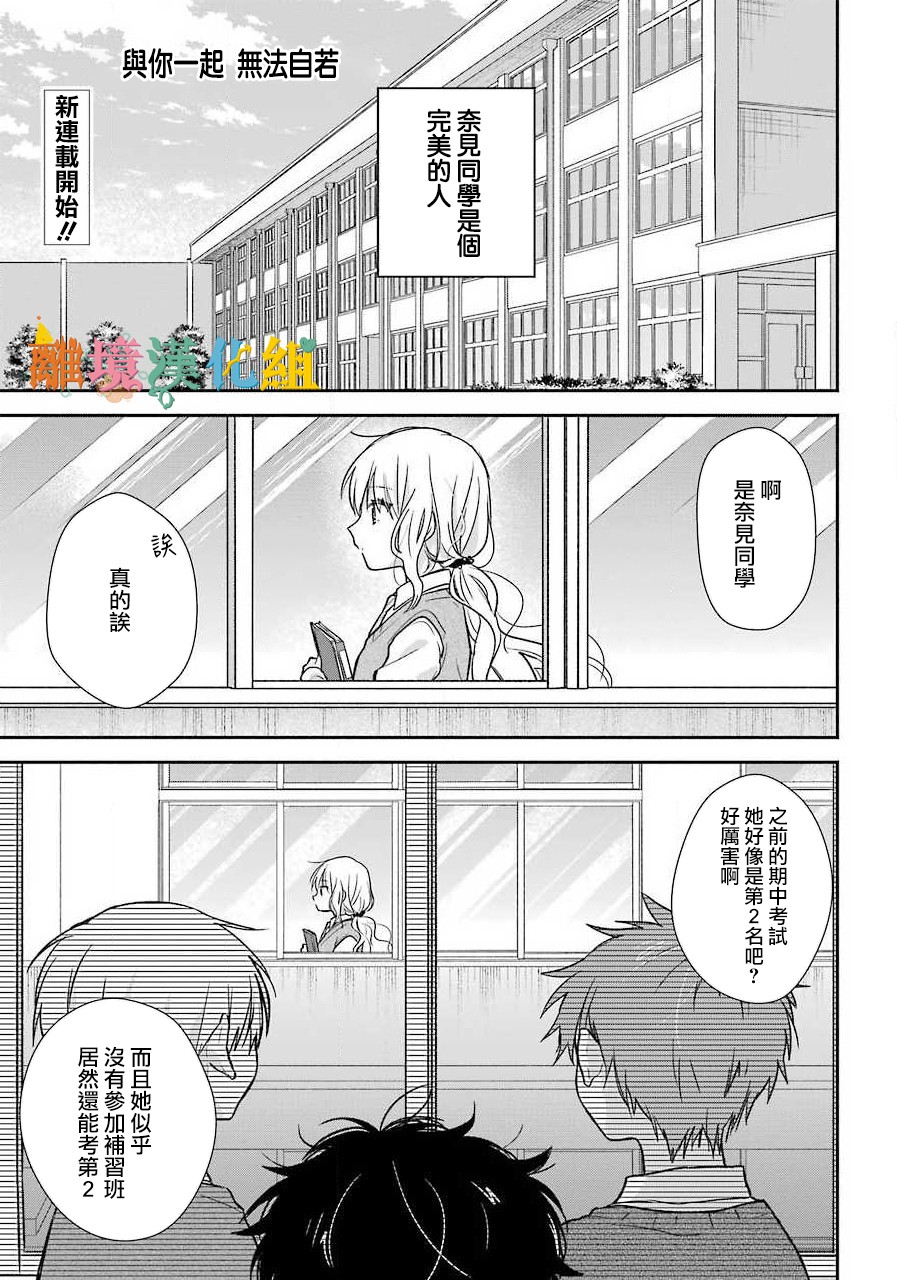 與你一起 無法自若
新連載開始!!
奈見同學是個
完美的人
離境漢化組
啊
是奈見同學
誒
真的誒
之前的期中考試
她好像是第2名吧?
好厲害啊
而且她似乎
沒有參加補習班
居然還能考第2